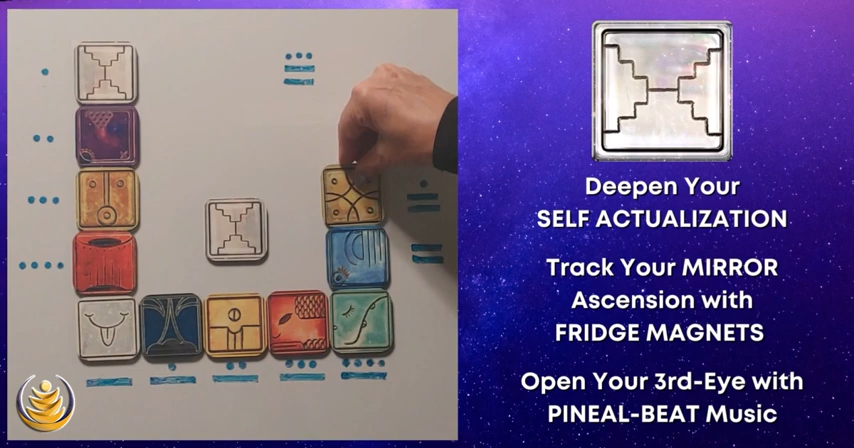 Deepen Your
SELF ACTUALIZATION
Track Your MIRROR
Ascension with
FRIDGE MAGNETS
Open Your 3rd-Eye with
PINEAL-BEAT Music